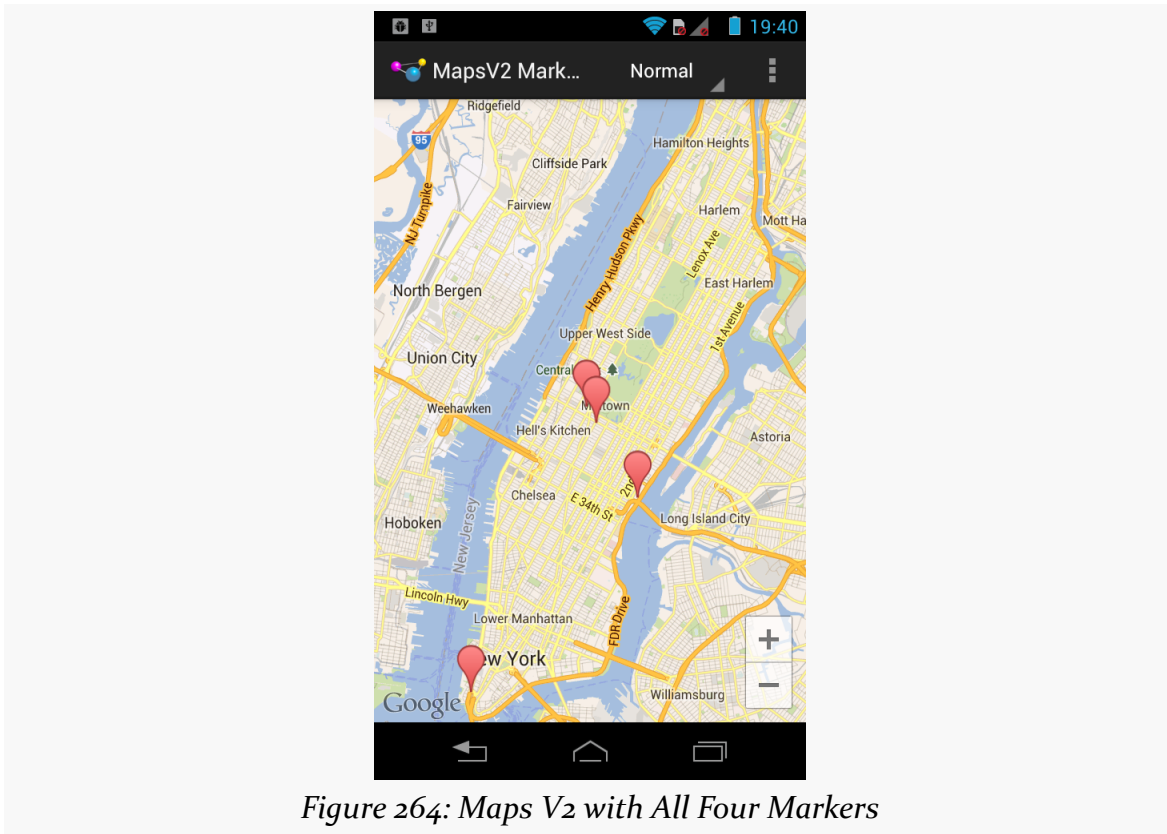 19:40
MapsV2 Mark...
Normal
Ridgefield
95
Hamilton Heights
Cliffside Park
NJ Turnpike
Fairview
Harlem
Mott Ha
Henry Hudson Pkwy
Lenox Ave
East Harlem
North Bergen
1st Avenue
Upper West Side
Union City
Central
town
Weehawken
Hell's Kitchen
Astoria
2nd
Chelsea
E 34th St
Hoboken
Long Island City
New Jersey
Lincoln Hwy
Lower Manhattan
FDR Drive
ew York
Williamsburg
Google
+
−
Figure 264: Maps V2 with All Four Markers